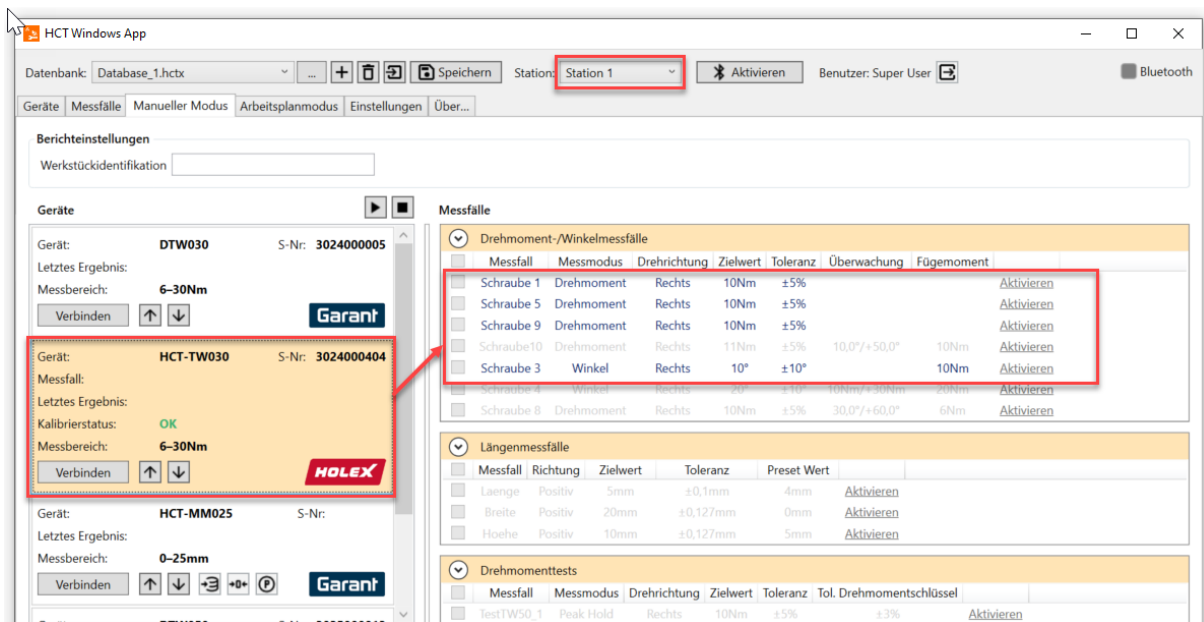 HCT Windows App
Datenbank: Database_1.hctx ... Speichern Station: Station 1 Aktivieren Benutzer: Super User Bluetooth
Geräte Messfälle Manueller Modus Arbeitsplanmodus Einstellungen Über...
Berichteinstellungen
Werkstückidentifikation
Geräte
Gerät: DTW030 S-Nr: 3024000005
Letztes Ergebnis:
Messbereich: 6–30Nm
Verbinden Garant
Gerät: HCT-TW030 S-Nr: 3024000404
Messfall:
Letztes Ergebnis:
Kalibrierstatus: OK
Messbereich: 6–30Nm
Verbinden HOLEX
Gerät: HCT-MM025 S-Nr:
Letztes Ergebnis:
Messbereich: 0–25mm
Verbinden →0← P Garant
Messfälle
Drehmoment-/Winkelmessfälle
Messfall Messmodus Drehrichtung Zielwert Toleranz Überwachung Fügemoment
Schraube 1 Drehmoment Rechts 10Nm ±5% Aktivieren
Schraube 5 Drehmoment Rechts 10Nm ±5% Aktivieren
Schraube 9 Drehmoment Rechts 10Nm ±5% Aktivieren
Schraube10 Drehmoment Rechts 11Nm ±5% 10,0°/+50,0° 10Nm Aktivieren
Schraube 3 Winkel Rechts 10° ±10° 10Nm Aktivieren
Schraube 4 Winkel Rechts 20° ±10° 10Nm/+30Nm 20Nm Aktivieren
Schraube 8 Drehmoment Rechts 10Nm ±5% 30,0°/+60,0° 6Nm Aktivieren
Längenmessfälle
Messfall Richtung Zielwert Toleranz Preset Wert
Laenge Positiv 5mm ±0,1mm 4mm Aktivieren
Breite Positiv 20mm ±0,127mm 0mm Aktivieren
Hoehe Positiv 10mm ±0,127mm 5mm Aktivieren
Drehmomenttests
Messfall Messmodus Drehrichtung Zielwert Toleranz Tol. Drehmomentschlüssel
TestTW50_1 Peak Hold Rechts 10Nm ±5% ±3% Aktivieren